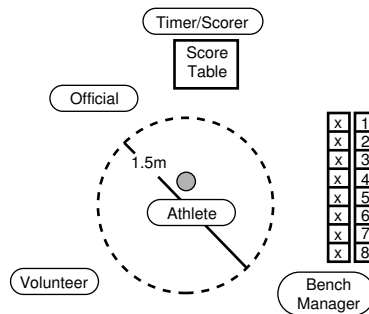 Timer/Scorer
Score
Table
Official
1.5m
Athlete
x 1
x 2
x 3
x 4
x 5
x 6
x 7
x 8
Volunteer
Bench
Manager